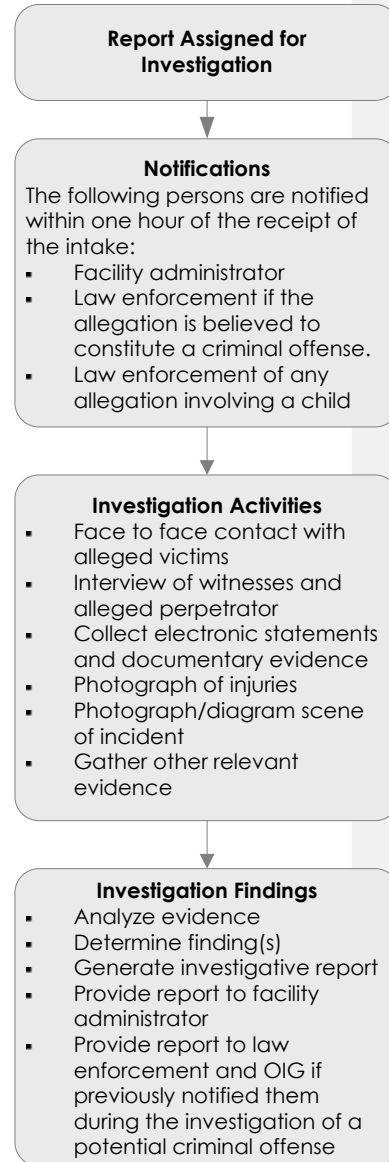 Report Assigned for
Investigation
Notifications
The following persons are notified
within one hour of the receipt of
the intake:
▪ Facility administrator
▪ Law enforcement if the
allegation is believed to
constitute a criminal offense.
▪ Law enforcement of any
allegation involving a child
Investigation Activities
▪ Face to face contact with
alleged victims
▪ Interview of witnesses and
alleged perpetrator
▪ Collect electronic statements
and documentary evidence
▪ Photograph of injuries
▪ Photograph/diagram scene
of incident
▪ Gather other relevant
evidence
Investigation Findings
▪ Analyze evidence
▪ Determine finding(s)
▪ Generate investigative report
▪ Provide report to facility
administrator
▪ Provide report to law
enforcement and OIG if
previously notified them
during the investigation of a
potential criminal offense